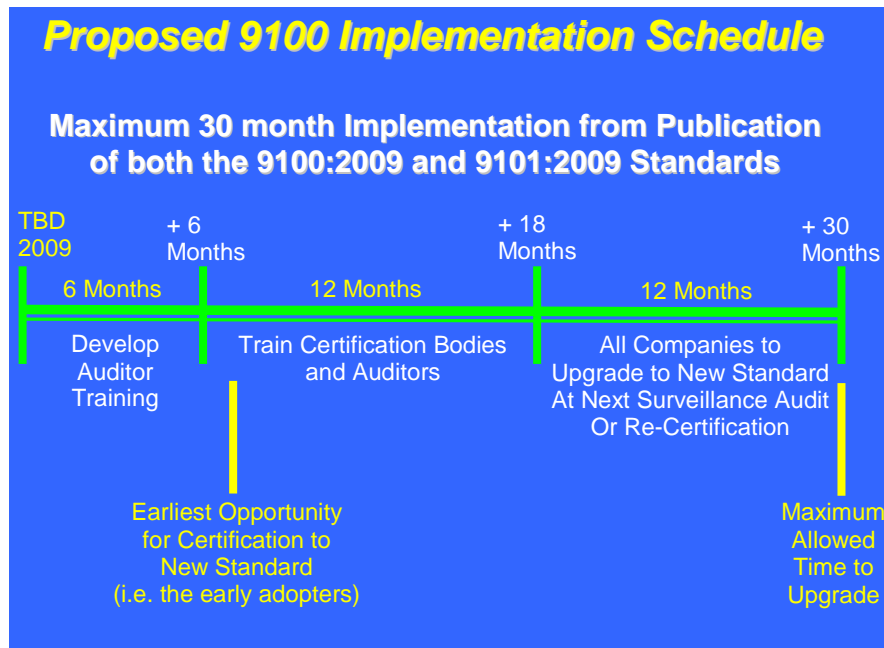 Proposed 9100 Implementation Schedule
Maximum 30 month Implementation from Publication
of both the 9100:2009 and 9101:2009 Standards
TBD
2009
+ 6
Months
+ 18
Months
+ 30
Months
6 Months
12 Months
12 Months
Develop
Auditor
Training
Train Certification Bodies
and Auditors
All Companies to
Upgrade to New Standard
At Next Surveillance Audit
Or Re-Certification
Earliest Opportunity
for Certification to
New Standard
(i.e. the early adopters)
Maximum
Allowed
Time to
Upgrade